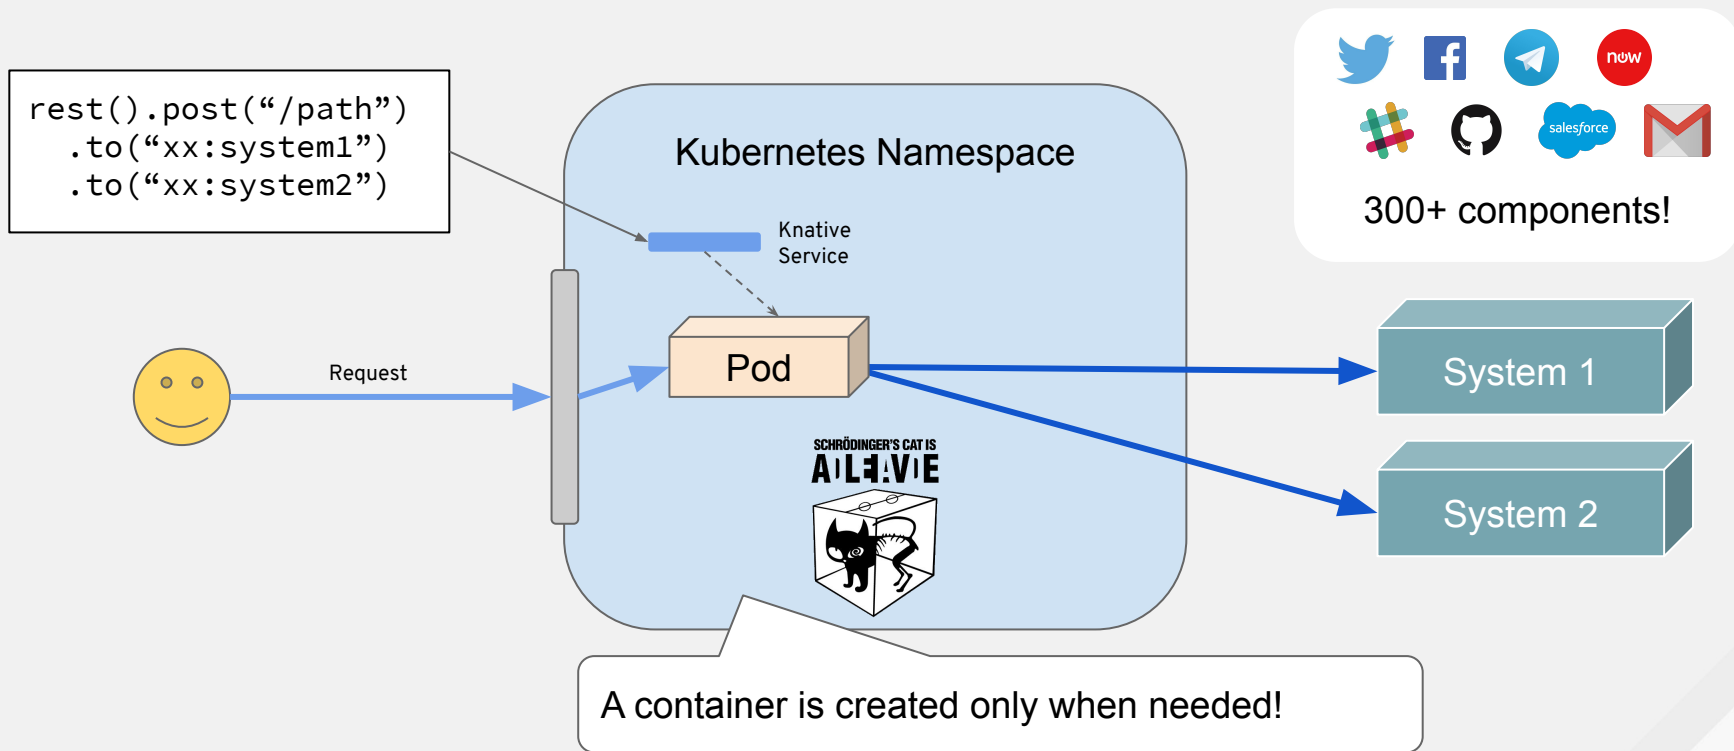 rest().post(“/path”)
.to(“xx:system1”)
.to(“xx:system2”)
Kubernetes Namespace
Knative
Service
Request
Pod
SCHRÖDINGER'S CAT IS
now
salesforce
300+ components!
System 1
System 2
A container is created only when needed!